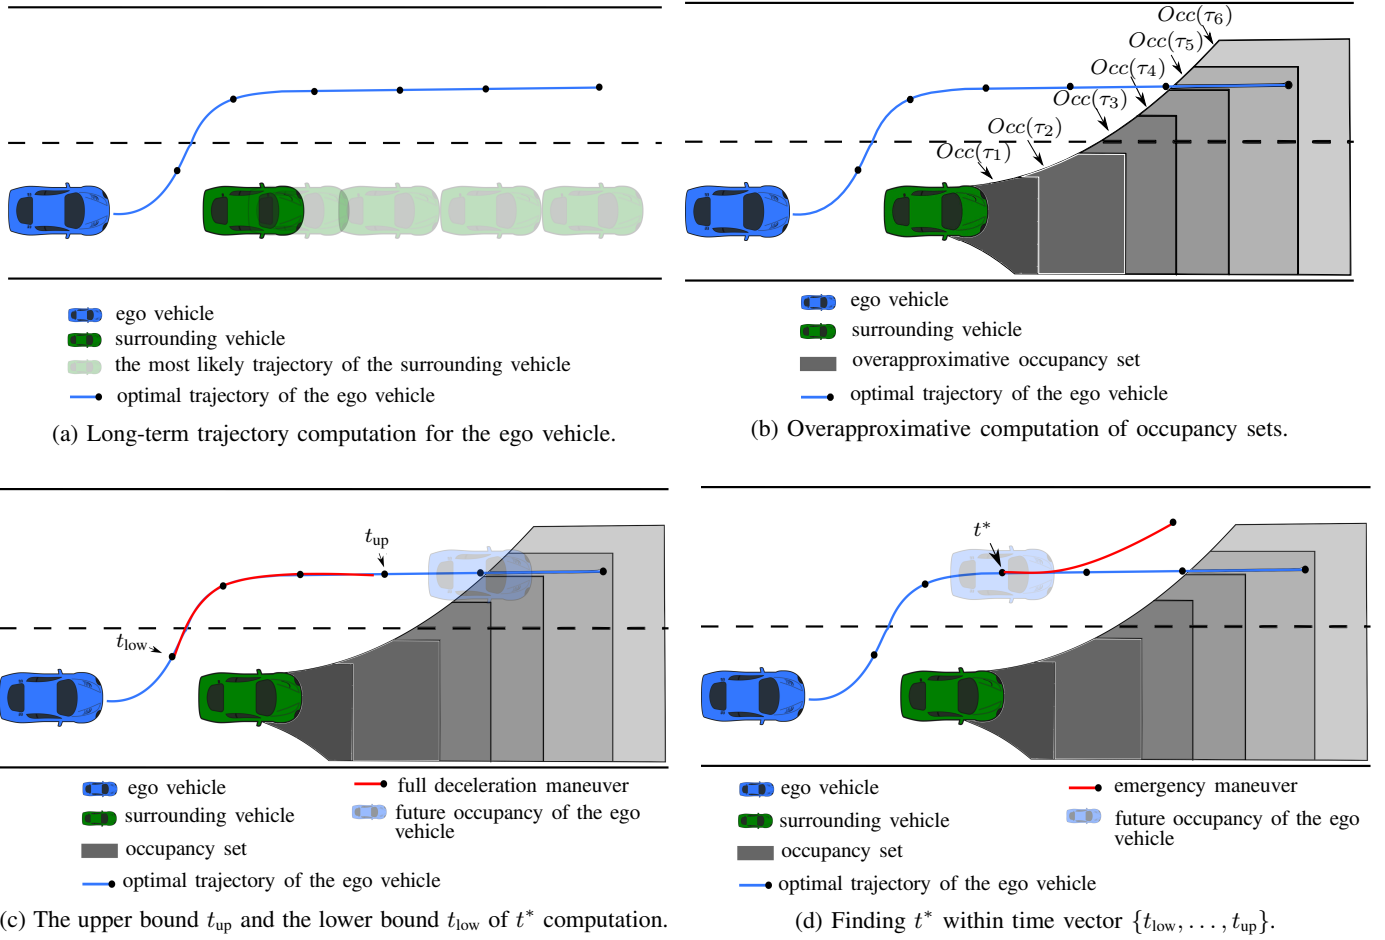 ego vehicle
surrounding vehicle
the most likely trajectory of the surrounding vehicle
optimal trajectory of the ego vehicle
(a) Long-term trajectory computation for the ego vehicle.
Occ(τ₆)
Occ(τ₅)
Occ(τ₄)
Occ(τ₃)
Occ(τ₂)
Occ(τ₁)
ego vehicle
surrounding vehicle
overapproximative occupancy set
optimal trajectory of the ego vehicle
(b) Overapproximative computation of occupancy sets.
t_up
t_low
ego vehicle
surrounding vehicle
occupancy set
optimal trajectory of the ego vehicle
full deceleration maneuver
future occupancy of the ego
vehicle
(c) The upper bound t_up and the lower bound t_low of t* computation.
t*
ego vehicle
surrounding vehicle
occupancy set
optimal trajectory of the ego vehicle
emergency maneuver
future occupancy of the ego
vehicle
(d) Finding t* within time vector {t_low, . . . , t_up}.